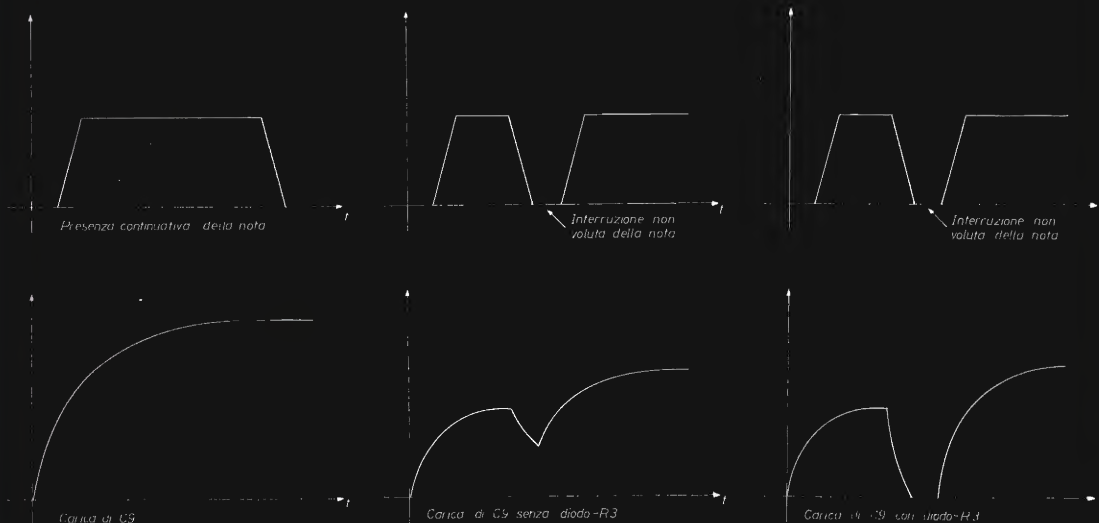 t
Presenza continuativa della nota
t
Interruzione non
voluta della nota
Interruzione non
voluta della nota
t
Carica di C9
t
Carica di C9 senza diodo-R3
Carica di C9 con diodo-R3